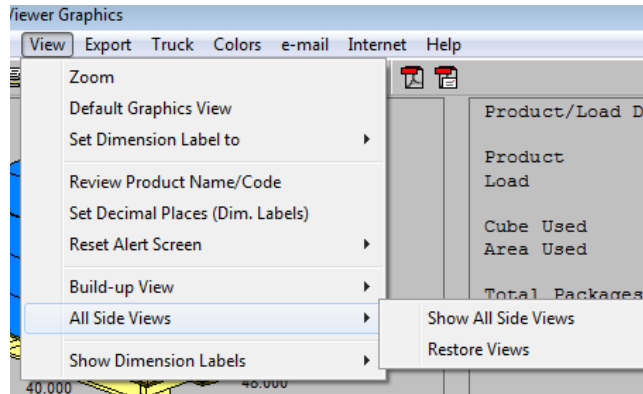 Viewer Graphics
View Export Truck Colors e-mail Internet Help
Zoom
Default Graphics View
Set Dimension Label to
Review Product Name/Code
Set Decimal Places (Dim. Labels)
Reset Alert Screen
Build-up View
All Side Views
Show Dimension Labels
Show All Side Views
Restore Views
Product/Load D
Product
Load
Cube Used
Area Used
Total Packages
40.000
48.000